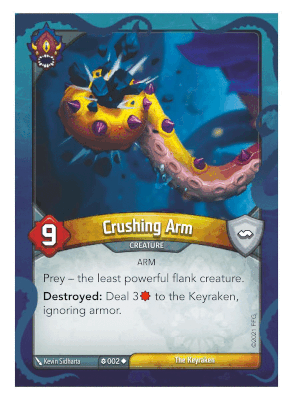 Crushing Arm
9
CREATURE
ARM
Prey – the least powerful flank creature.
Destroyed: Deal 3 to the Keyraken,
ignoring armor.
©2021 FFG
Kevin Sidharta
002
The Keyraken